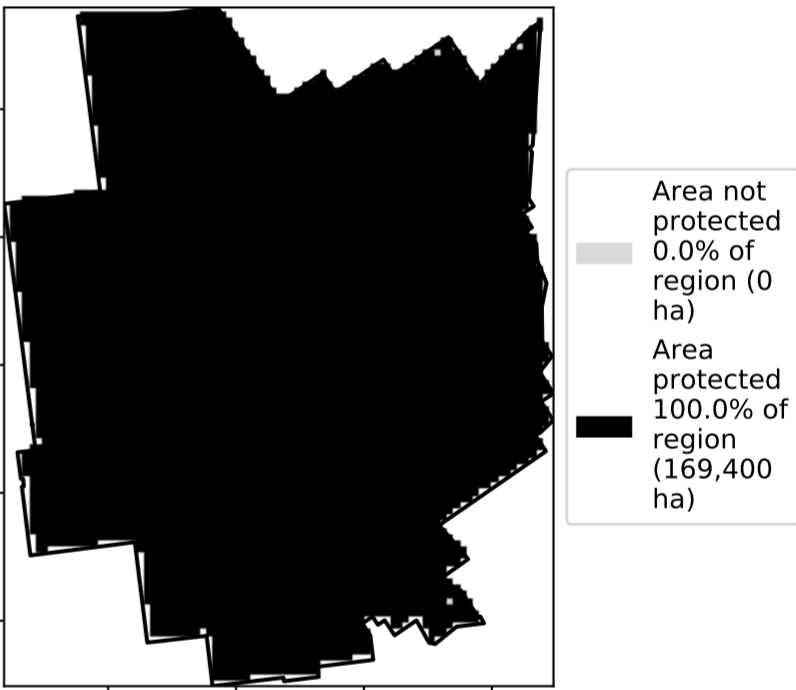 Area not
protected
0.0% of
region (0
ha)
Area
protected
100.0% of
region
(169,400
ha)